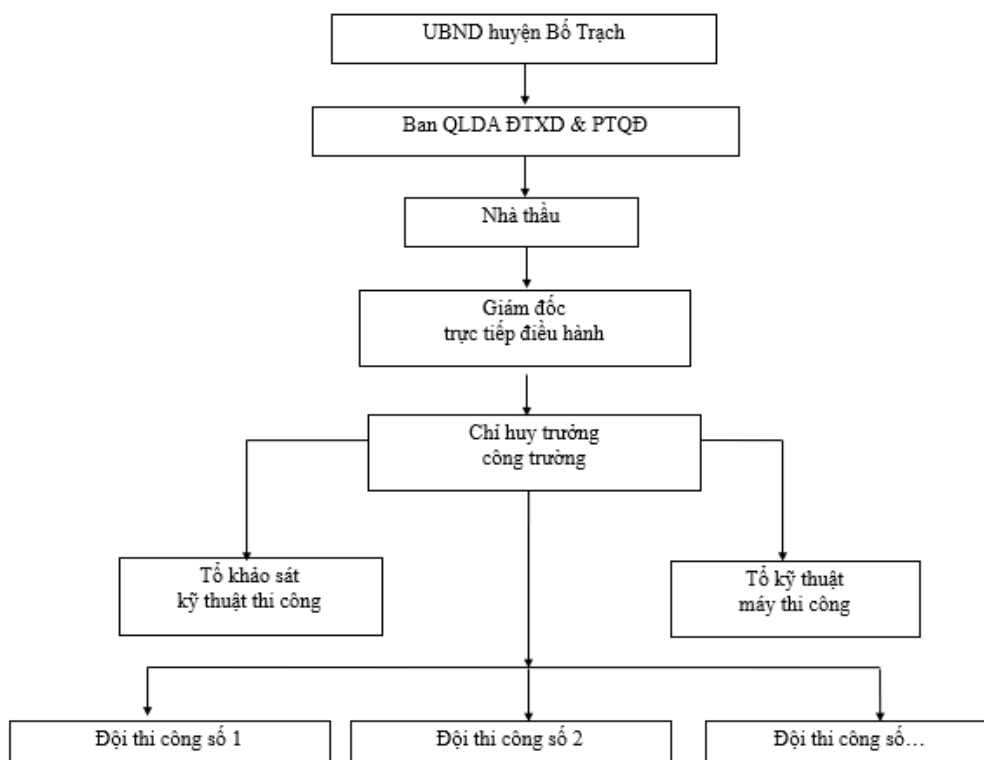 UBND huyện Bố Trạch
Ban QLDA ĐTXD & PTQĐ
Nhà thầu
Giám đốc
trực tiếp điều hành
Chỉ huy trưởng
công trường
Tổ khảo sát
kỹ thuật thi công
Tổ kỹ thuật
máy thi công
Đội thi công số 1
Đội thi công số 2
Đội thi công số...